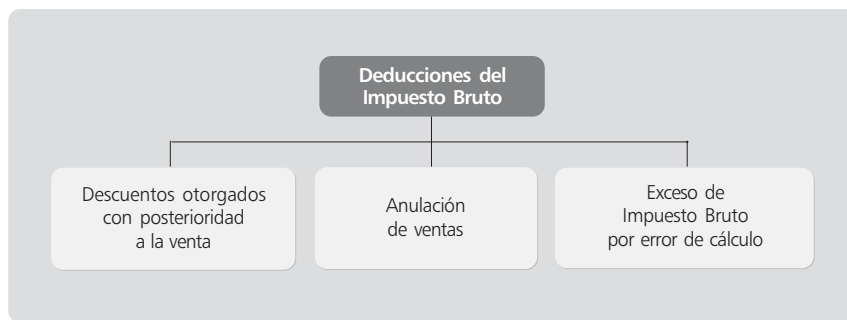 Deducciones del
Impuesto Bruto
Descuentos otorgados
con posterioridad
a la venta
Anulación
de ventas
Exceso de
Impuesto Bruto
por error de cálculo